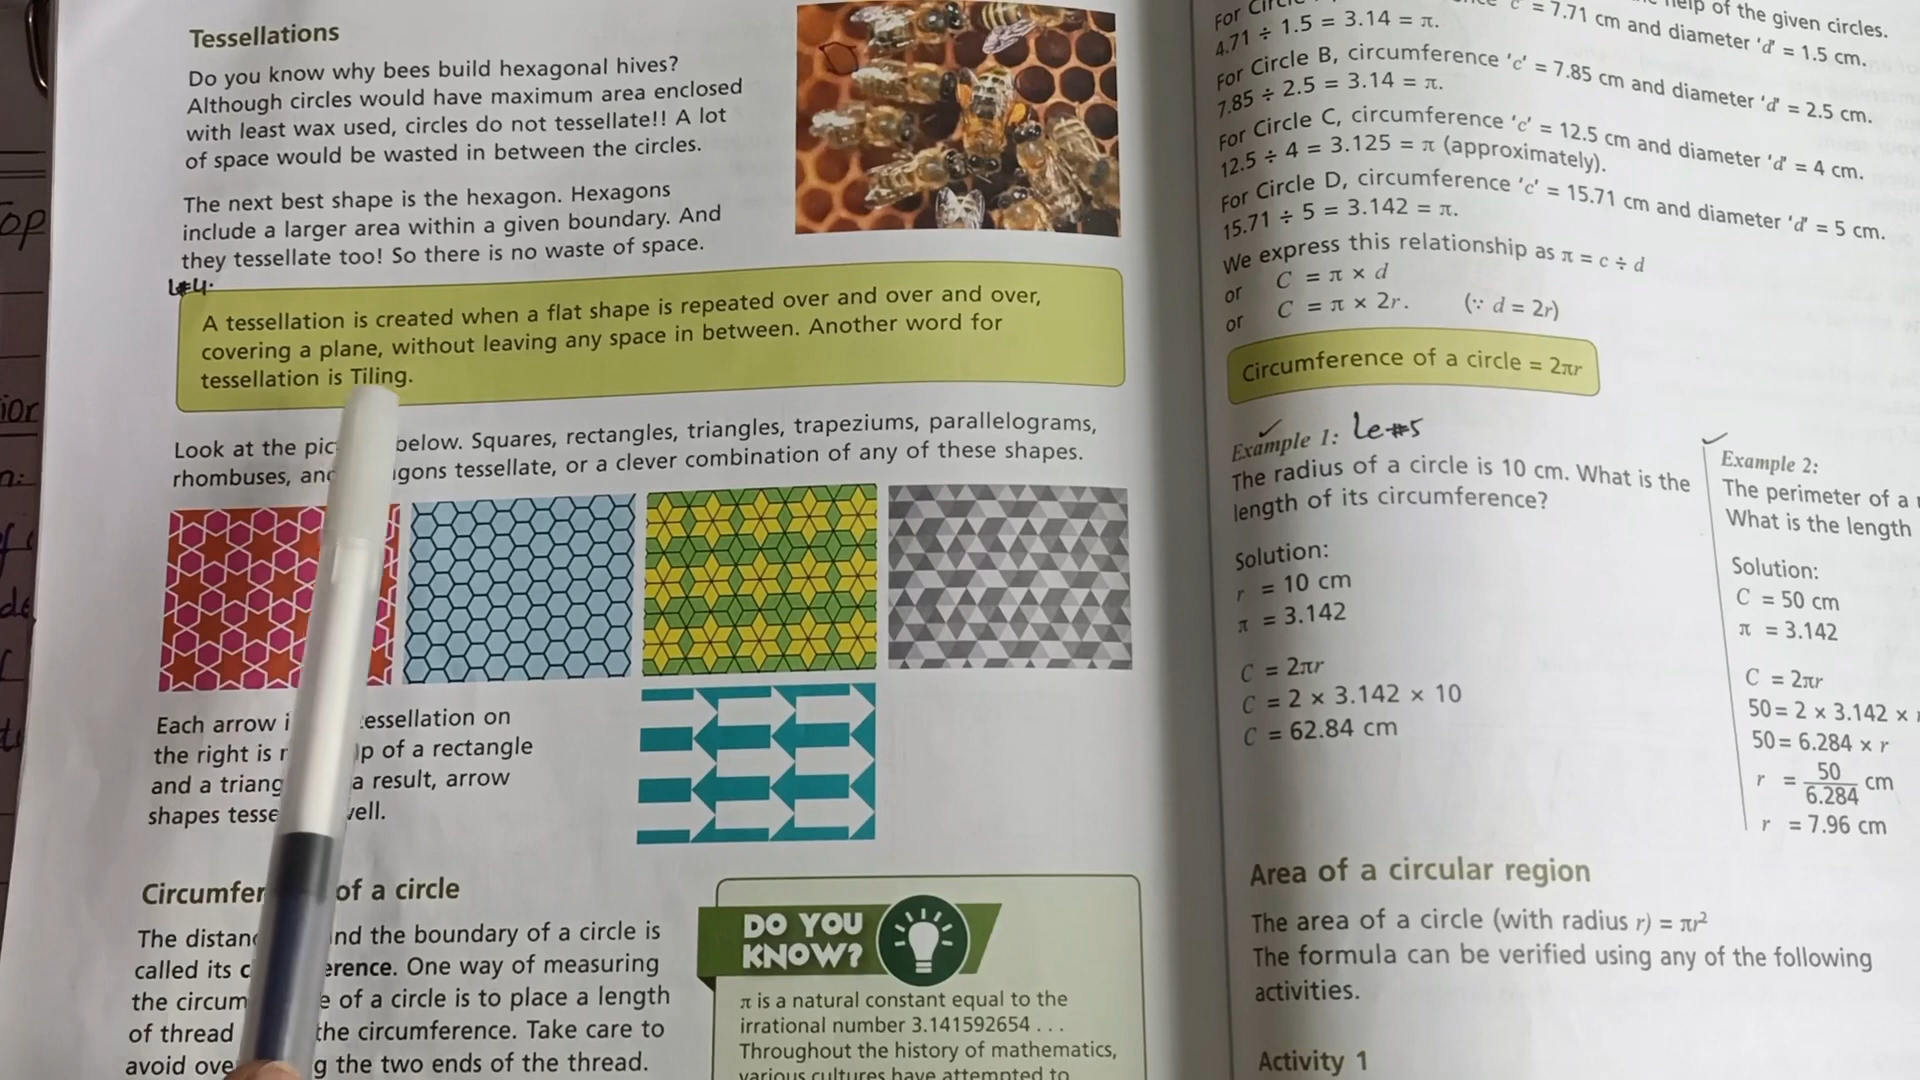 Tessellations
Do you know why bees build hexagonal hives?
Although circles would have maximum area enclosed
with least wax used, circles do not tessellate!! A lot
of space would be wasted in between the circles.
The next best shape is the hexagon. Hexagons
include a larger area within a given boundary. And
they tessellate too! So there is no waste of space.
A tessellation is created when a flat shape is repeated over and over and over,
covering a plane, without leaving any space in between. Another word for
tessellation is Tiling.
Look at the below. Squares, rectangles, triangles, trapeziums, parallelograms,
rhombuses, tessellate, or a clever combination of any of these shapes.
Each arrow on
the right is of a rectangle
and a a result, arrow
shapes
Circumference of a circle
The the boundary of a circle is
called its One way of measuring
the of a circle is to place a length
of thread the circumference. Take care to
avoid the two ends of the thread.
DO YOU
KNOW?
π is a natural constant equal to the
irrational number 3.141592654 . . .
Throughout the history of mathematics,
various cultures have attempted to
of the given circles.
For 'c' = 7.71 cm and diameter 'd' = 1.5 cm.
4.71 ÷ 1.5 = 3.14 = π.
For Circle B, circumference 'c' = 7.85 cm and diameter 'd' = 2.5 cm.
7.85 ÷ 2.5 = 3.14 = π.
For Circle C, circumference 'c' = 12.5 cm and diameter 'd' = 4 cm.
12.5 ÷ 4 = 3.125 = π (approximately).
For Circle D, circumference 'c' = 15.71 cm and diameter 'd' = 5 cm.
15.71 ÷ 5 = 3.142 = π.
We express this relationship as π = c ÷ d
or C = π × d
or C = π × 2r. (∵ d = 2r)
Circumference of a circle = 2πr
Example 1: Le#5
The radius of a circle is 10 cm. What is the
length of its circumference?
Solution:
r = 10 cm
π = 3.142
C = 2πr
C = 2 × 3.142 × 10
C = 62.84 cm
Example 2:
The perimeter of a
What is the length
Solution:
C = 50 cm
π = 3.142
C = 2πr
50 = 2 × 3.142 ×
50 = 6.284 × r
r = 50/6.284 cm
r = 7.96 cm
Area of a circular region
The area of a circle (with radius r) = πr²
The formula can be verified using any of the following
activities.
Activity 1